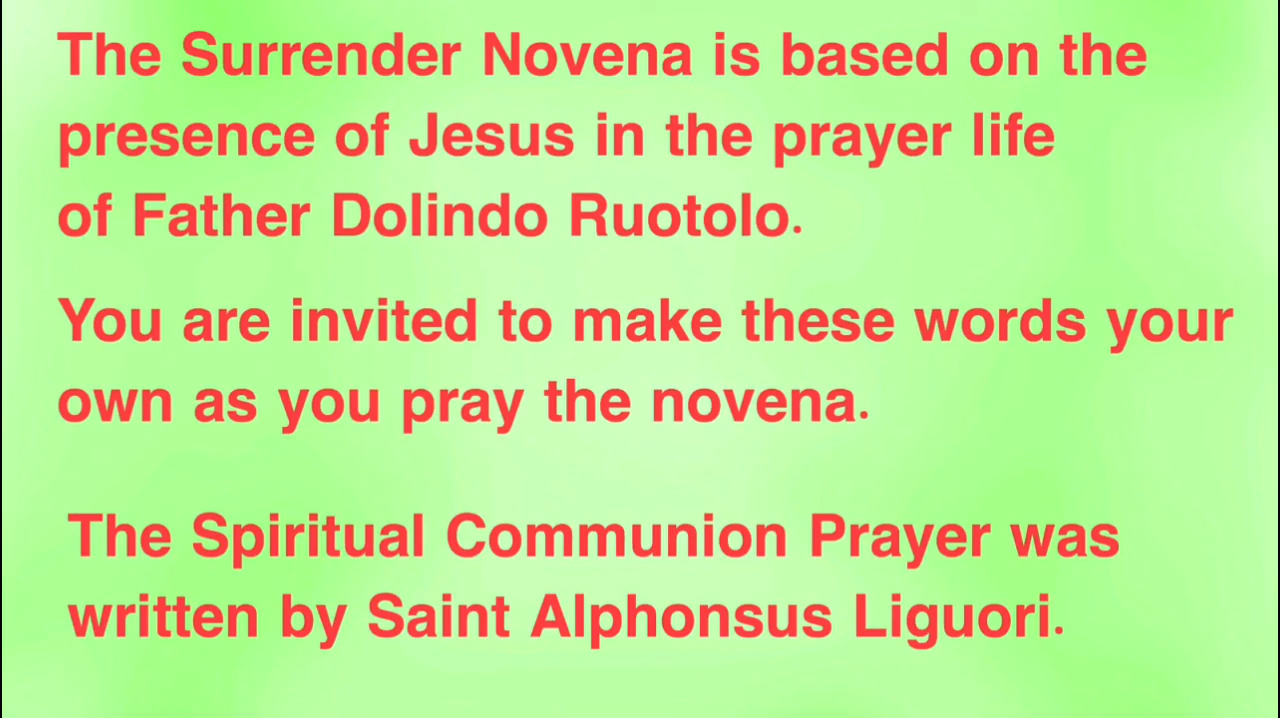 The Surrender Novena is based on the
presence of Jesus in the prayer life
of Father Dolindo Ruotolo.
You are invited to make these words your
own as you pray the novena.
The Spiritual Communion Prayer was
written by Saint Alphonsus Liguori.